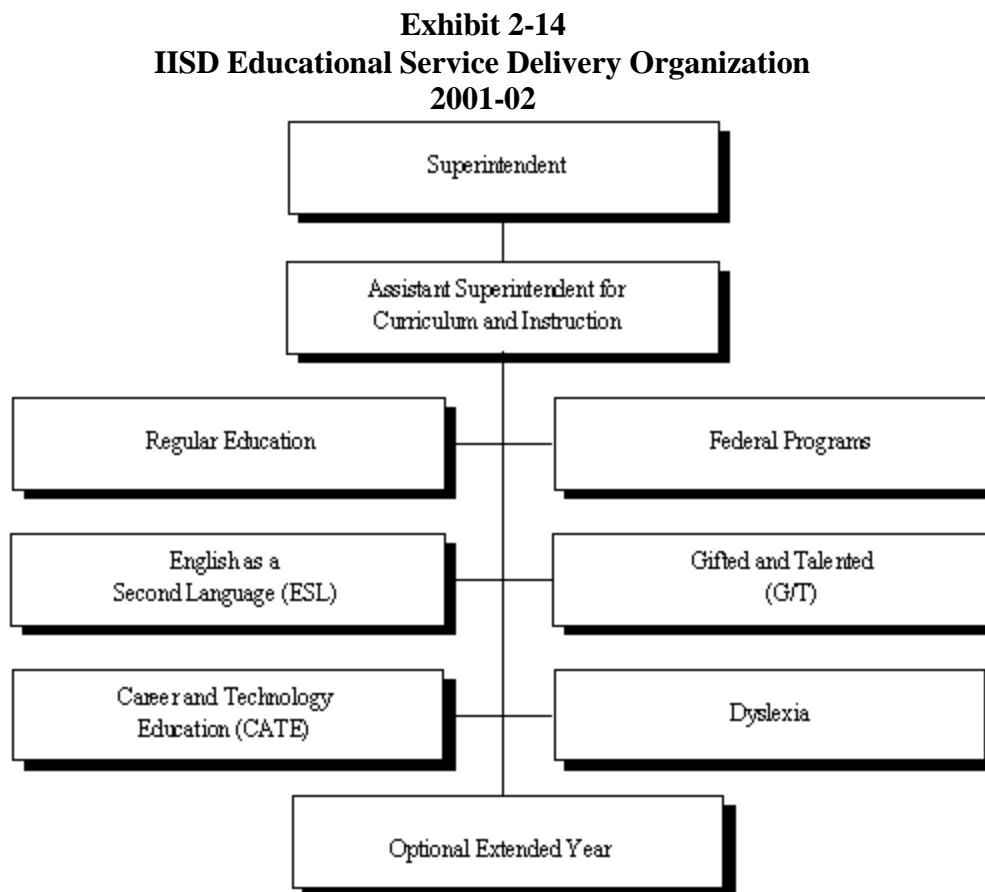 Exhibit 2-14
IISD Educational Service Delivery Organization
2001-02
Superintendent
Assistant Superintendent for
Curriculum and Instruction
Regular Education
Federal Programs
English as a
Second Language (ESL)
Gifted and Talented
(G/T)
Career and Technology
Education (CATE)
Dyslexia
Optional Extended Year